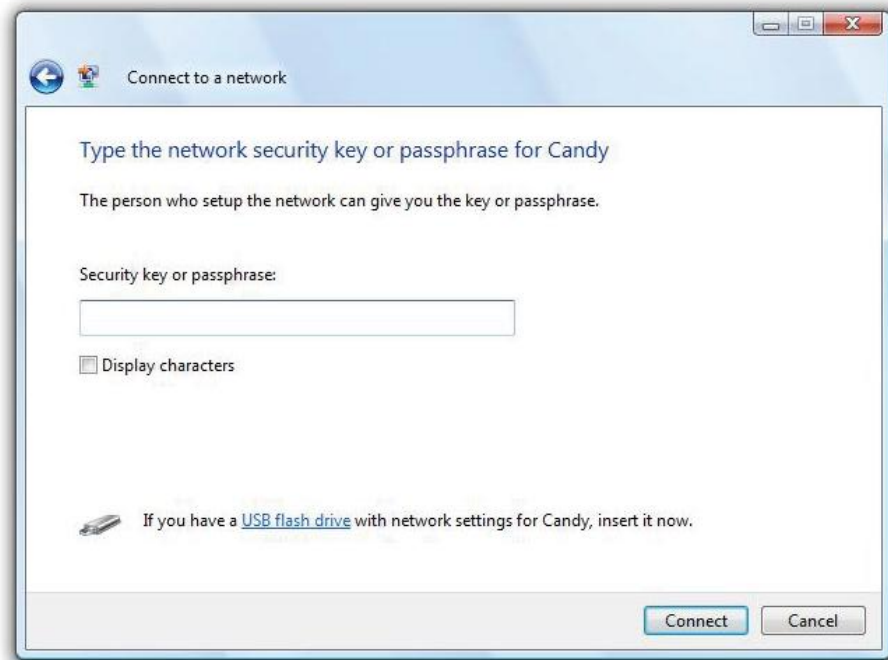 Connect to a network
Type the network security key or passphrase for Candy
The person who setup the network can give you the key or passphrase.
Security key or passphrase:
Display characters
If you have a USB flash drive with network settings for Candy, insert it now.
Connect Cancel